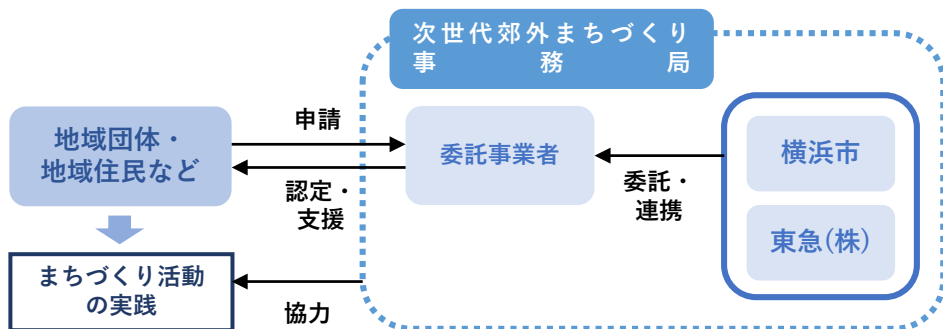 次世代郊外まちづくり
事務局
地域団体・
地域住民など
申請
認定・
支援
委託事業者
委託・
連携
横浜市
東急(株)
まちづくり活動
の実践
協力